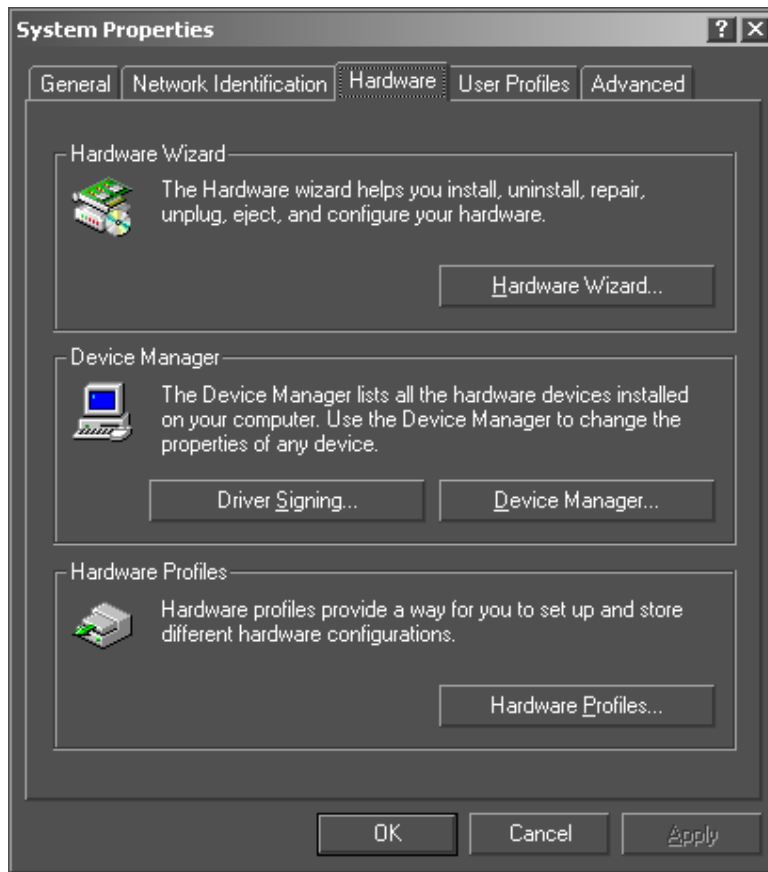 System Properties
General Network Identification Hardware User Profiles Advanced
Hardware Wizard
The Hardware wizard helps you install, uninstall, repair,
unplug, eject, and configure your hardware.
Hardware Wizard...
Device Manager
The Device Manager lists all the hardware devices installed
on your computer. Use the Device Manager to change the
properties of any device.
Driver Signing... Device Manager...
Hardware Profiles
Hardware profiles provide a way for you to set up and store
different hardware configurations.
Hardware Profiles...
OK Cancel Apply